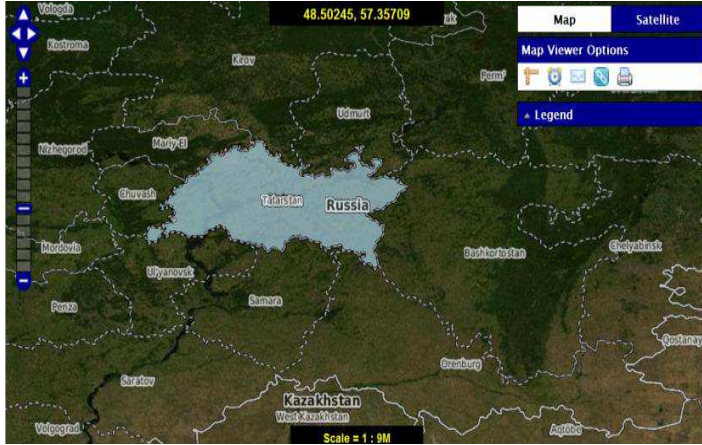 Vologda
48.50245, 57.35709
Map
Satellite
Kostroma
Map Viewer Options
Kirov
Perm'
Udmurt
Legend
Nizhegorod
Mariy-El
Chuvash
Tatarstan
Russia
Mordovia
Bashkortostan
Chelyabinsk
Ul'yanovsk
Penza
Samara
Qostanay
Orenburg
Saratov
Kazakhstan
West Kazakhstan
Volgograd
Aqtöbe
Scale = 1 : 9M